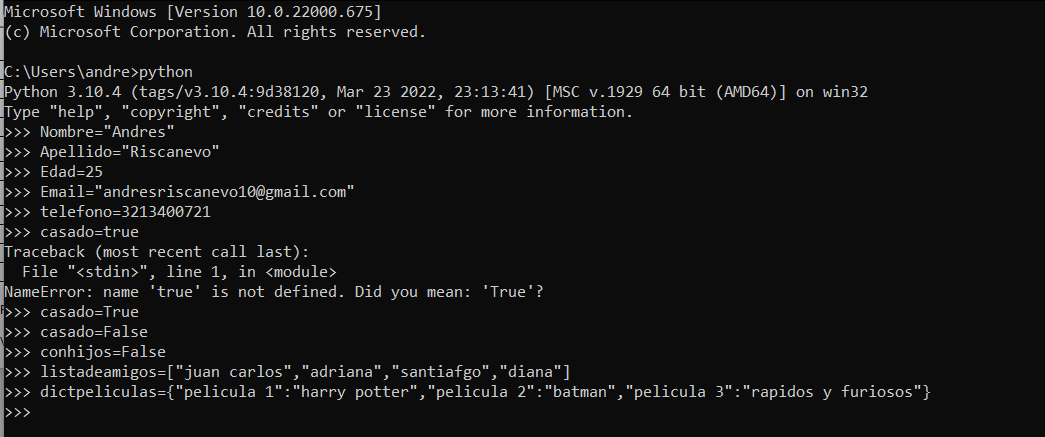 Microsoft Windows [Version 10.0.22000.675]
(c) Microsoft Corporation. All rights reserved.
C:\Users\andre>python
Python 3.10.4 (tags/v3.10.4:9d38120, Mar 23 2022, 23:13:41) [MSC v.1929 64 bit (AMD64)] on win32
Type "help", "copyright", "credits" or "license" for more information.
>>> Nombre="Andres"
>>> Apellido="Riscanevo"
>>> Edad=25
>>> Email="andresriscanevo10@gmail.com"
>>> telefono=3213400721
>>> casado=true
Traceback (most recent call last):
  File "<stdin>", line 1, in <module>
NameError: name 'true' is not defined. Did you mean: 'True'?
>>> casado=True
>>> casado=False
>>> conhijos=False
>>> listadeamigos=["juan carlos","adriana","santiafgo","diana"]
>>> dictpeliculas={"pelicula 1":"harry potter","pelicula 2":"batman","pelicula 3":"rapidos y furiosos"}
>>>